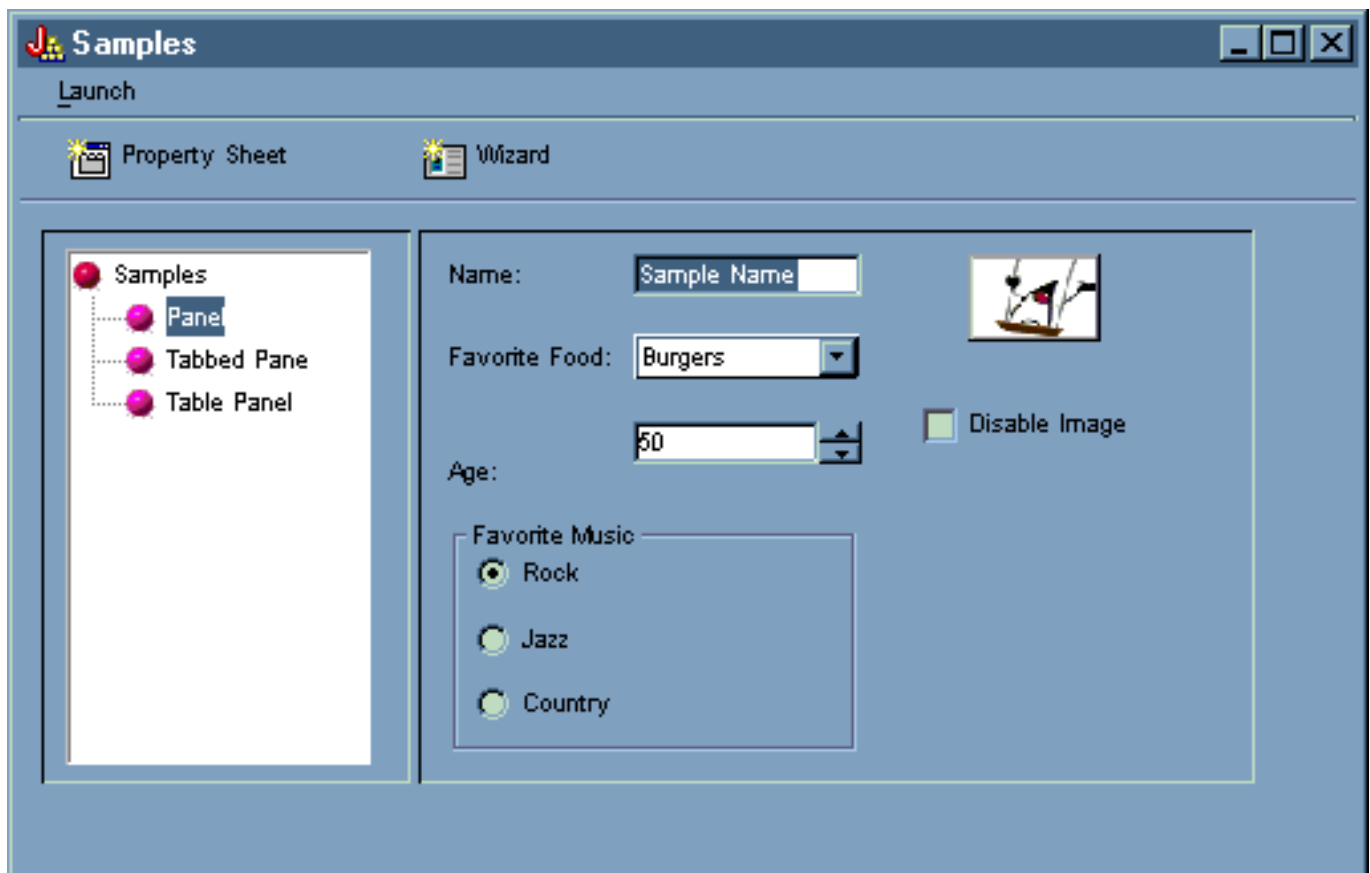 Samples
Launch
Property Sheet
Wizard
Samples
Panel
Tabbed Pane
Table Panel
Name:
Sample Name
Favorite Food:
Burgers
50
Age:
Disable Image
Favorite Music
Rock
Jazz
Country